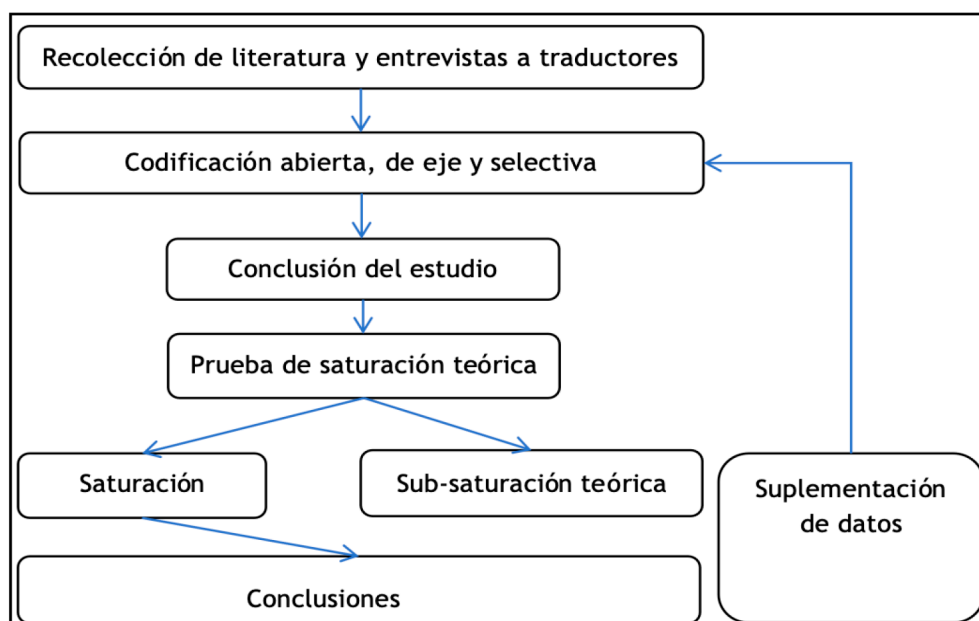 Recolección de literatura y entrevistas a traductores
Codificación abierta, de eje y selectiva
Conclusión del estudio
Prueba de saturación teórica
Saturación
Sub-saturación teórica
Suplementación
de datos
Conclusiones